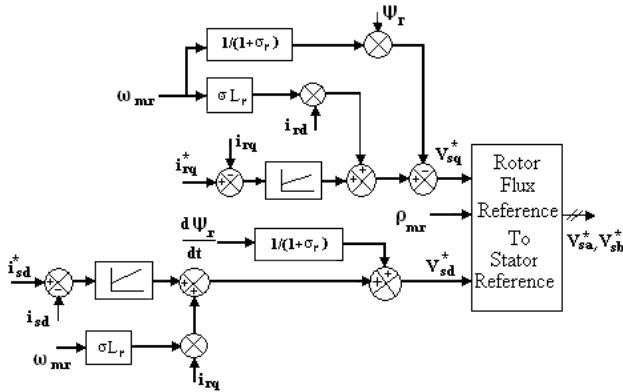 Ψr
1/(1+σr)
ωmr
σLr
ird
irq
i*rq
V*sq
Rotor
Flux
Reference
To
Stator
Reference
ρmr
V*sa,V*sb
dΨr
dt
1/(1+σr)
i*sd
V*sd
isd
ωmr
σLr
irq